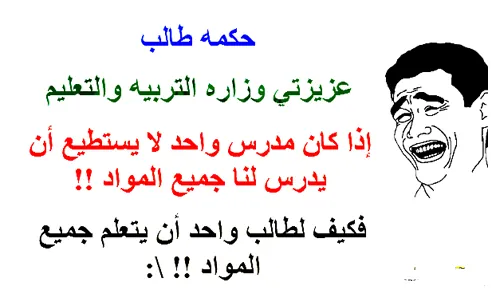 حكمه طالب
عزيزتي وزاره التربيه والتعليم
إذا كان مدرس واحد لا يستطيع أن
يدرس لنا جميع المواد !!
فكيف لطالب واحد أن يتعلم جميع
المواد !! \: